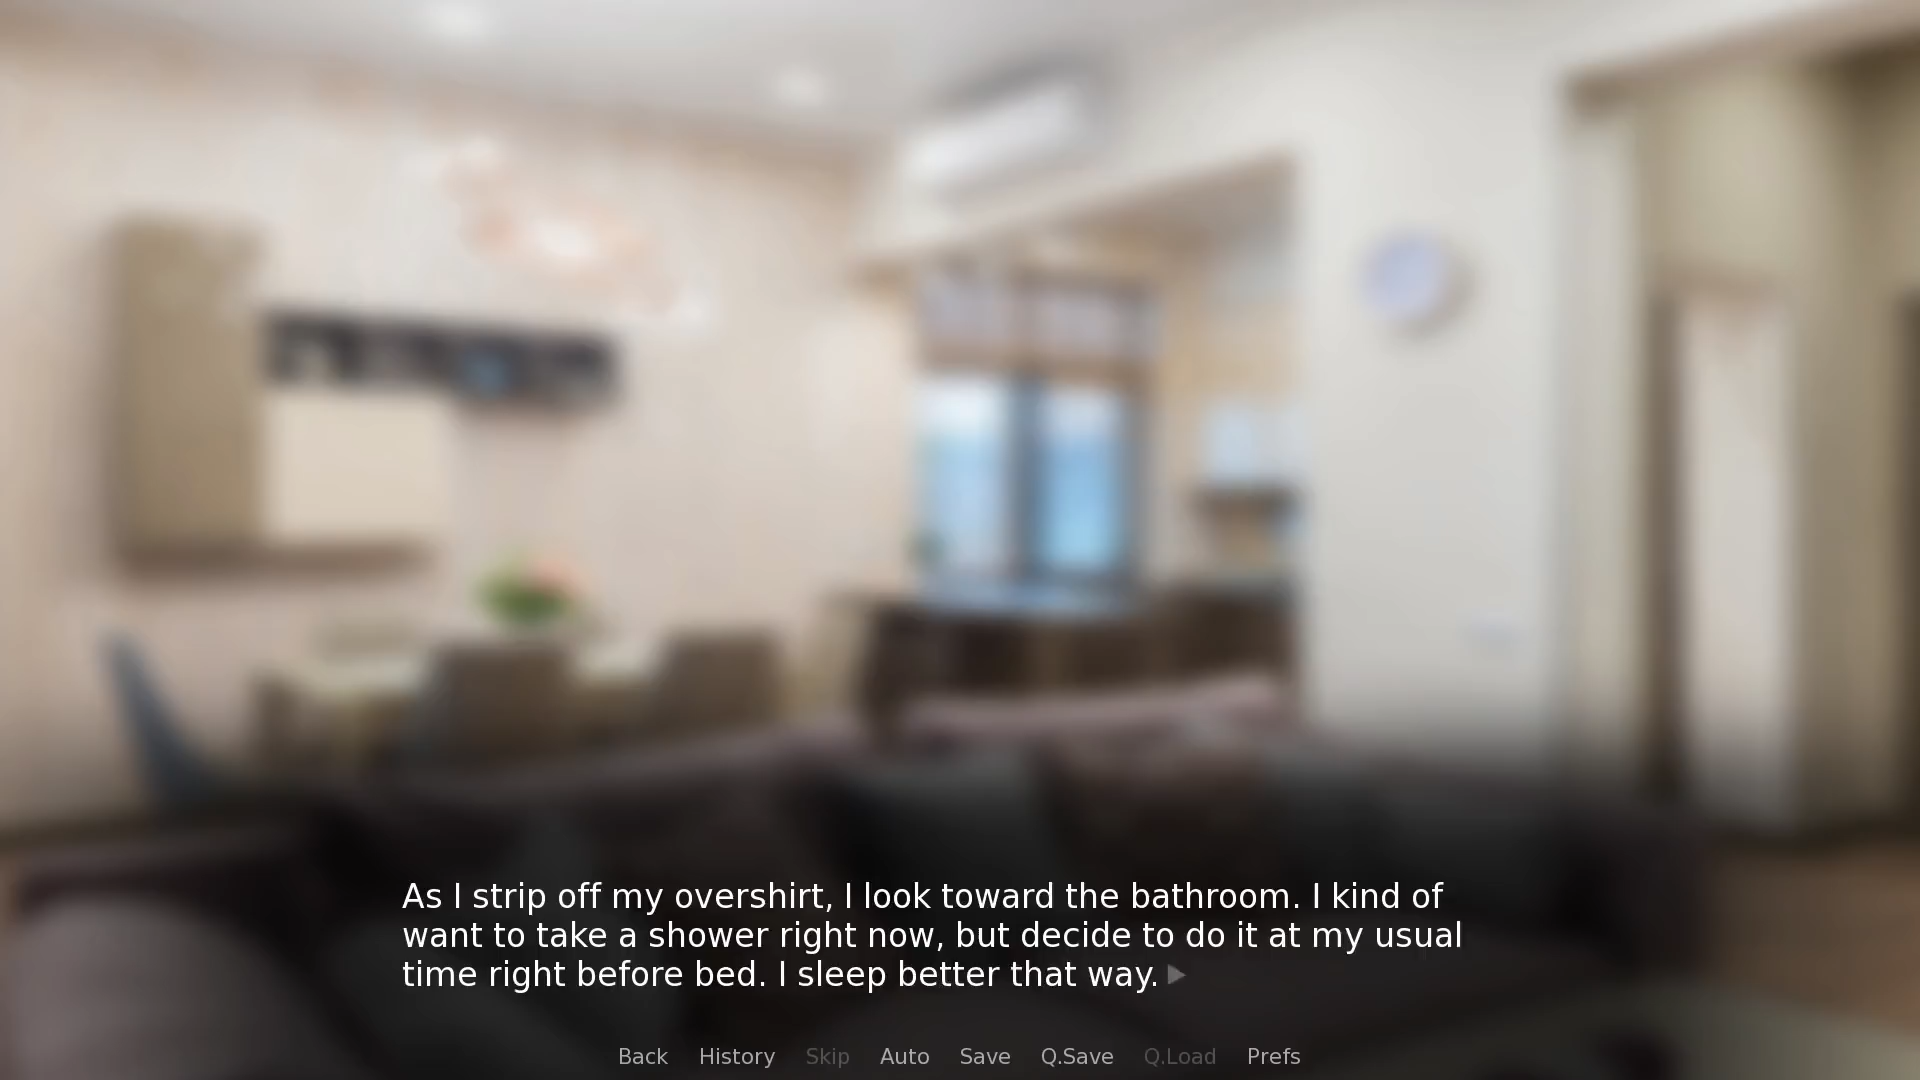 As I strip off my overshirt, I look toward the bathroom. I kind of
want to take a shower right now, but decide to do it at my usual
time right before bed. I sleep better that way.
Back History Skip Auto Save Q.Save Q.Load Prefs